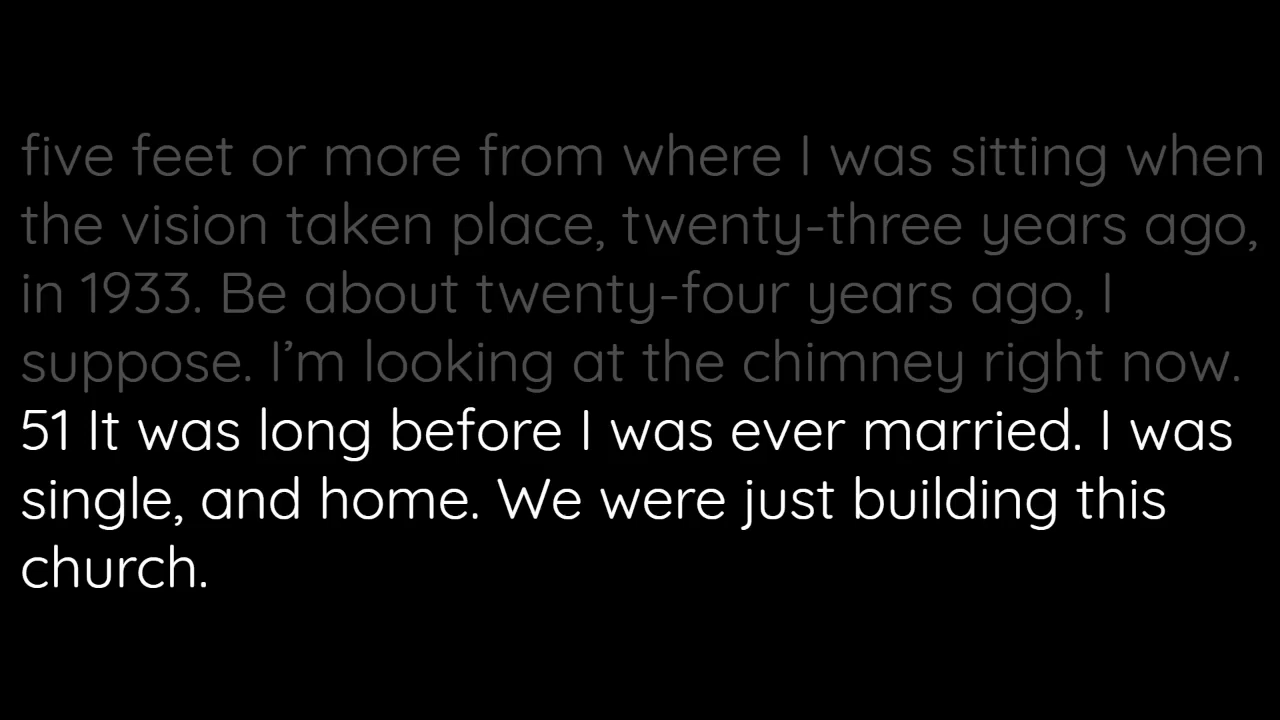 five feet or more from where I was sitting when
the vision taken place, twenty-three years ago,
in 1933. Be about twenty-four years ago, I
suppose. I’m looking at the chimney right now.
51 It was long before I was ever married. I was
single, and home. We were just building this
church.